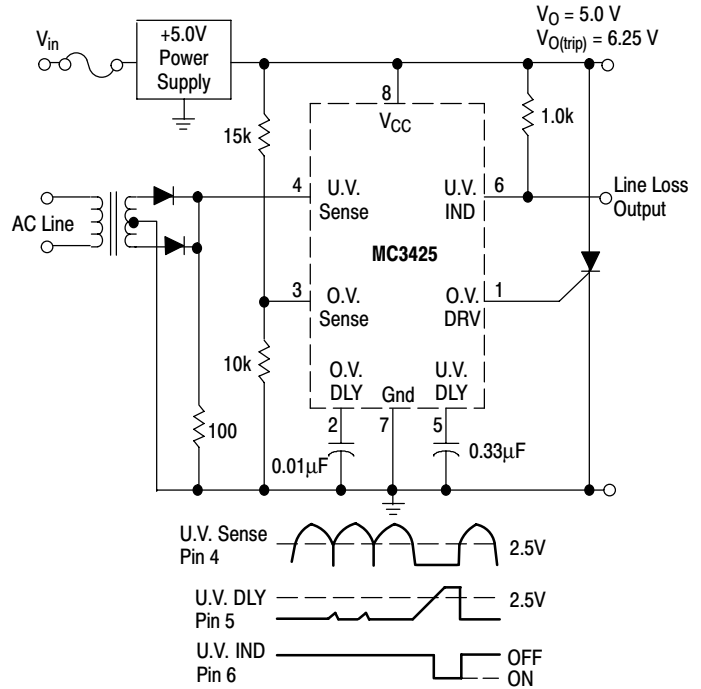 V_O = 5.0 V
V_O(trip) = 6.25 V
V_in
+5.0V
Power
Supply
8
V_CC
15k
1.0k
4
U.V.
Sense
U.V.
IND
6
Line Loss
Output
AC Line
MC3425
3
O.V.
Sense
O.V.
DRV
1
10k
O.V.
DLY
Gnd
U.V.
DLY
100
2
7
5
0.01μF
0.33μF
U.V. Sense
Pin 4
2.5V
U.V. DLY
Pin 5
2.5V
U.V. IND
Pin 6
OFF
ON